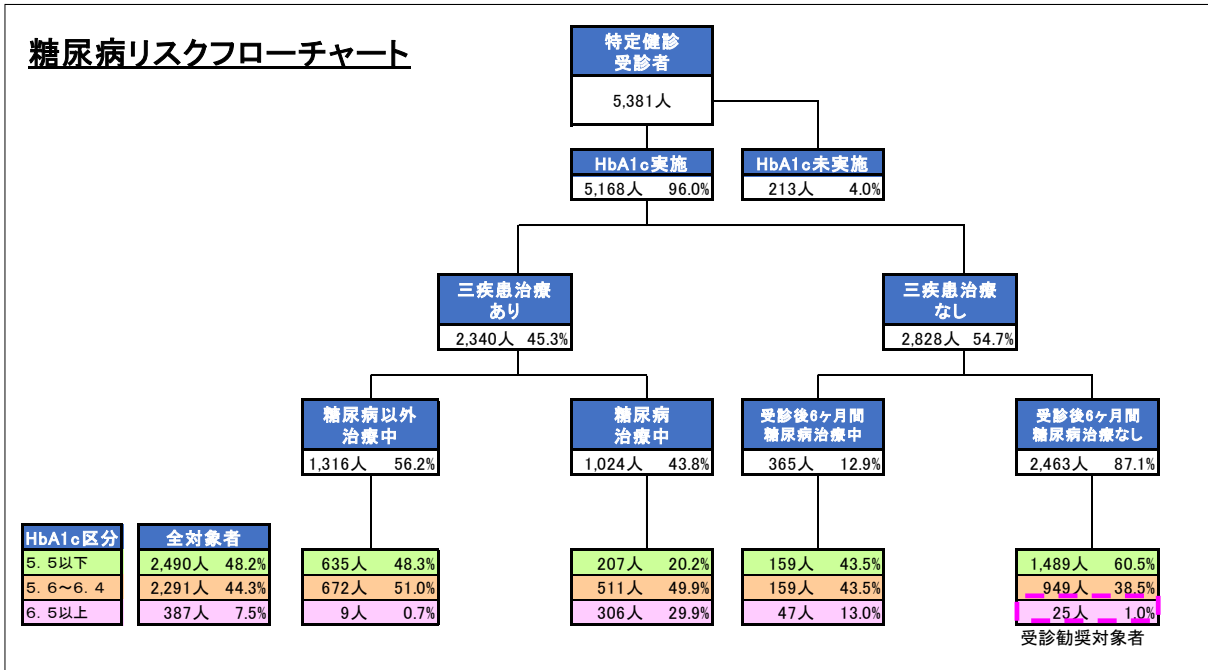 糖尿病リスクフローチャート
特定健診
受診者
5,381人
HbA1c実施
5,168人 96.0%
HbA1c未実施
213人 4.0%
三疾患治療
あり
2,340人 45.3%
三疾患治療
なし
2,828人 54.7%
糖尿病以外
治療中
1,316人 56.2%
糖尿病
治療中
1,024人 43.8%
受診後6ヶ月間
糖尿病治療中
365人 12.9%
受診後6ヶ月間
糖尿病治療なし
2,463人 87.1%
HbA1c区分 全対象者
5.5以下 2,490人 48.2% 635人 48.3% 207人 20.2% 159人 43.5% 1,489人 60.5%
5.6～6.4 2,291人 44.3% 672人 51.0% 511人 49.9% 159人 43.5% 949人 38.5%
6.5以上 387人 7.5% 9人 0.7% 306人 29.9% 47人 13.0% 25人 1.0%
受診勧奨対象者